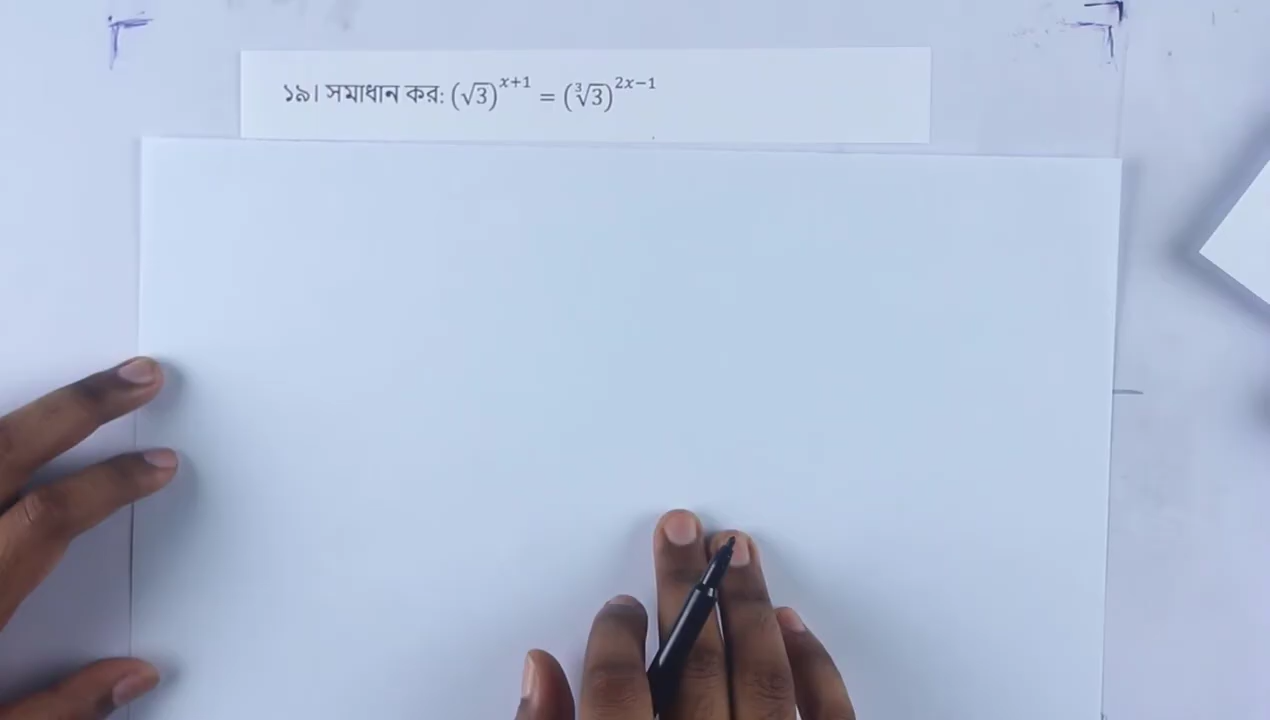 ১৯। সমাধান কর: (√3)^{x+1} = (∛3)^{2x−1}